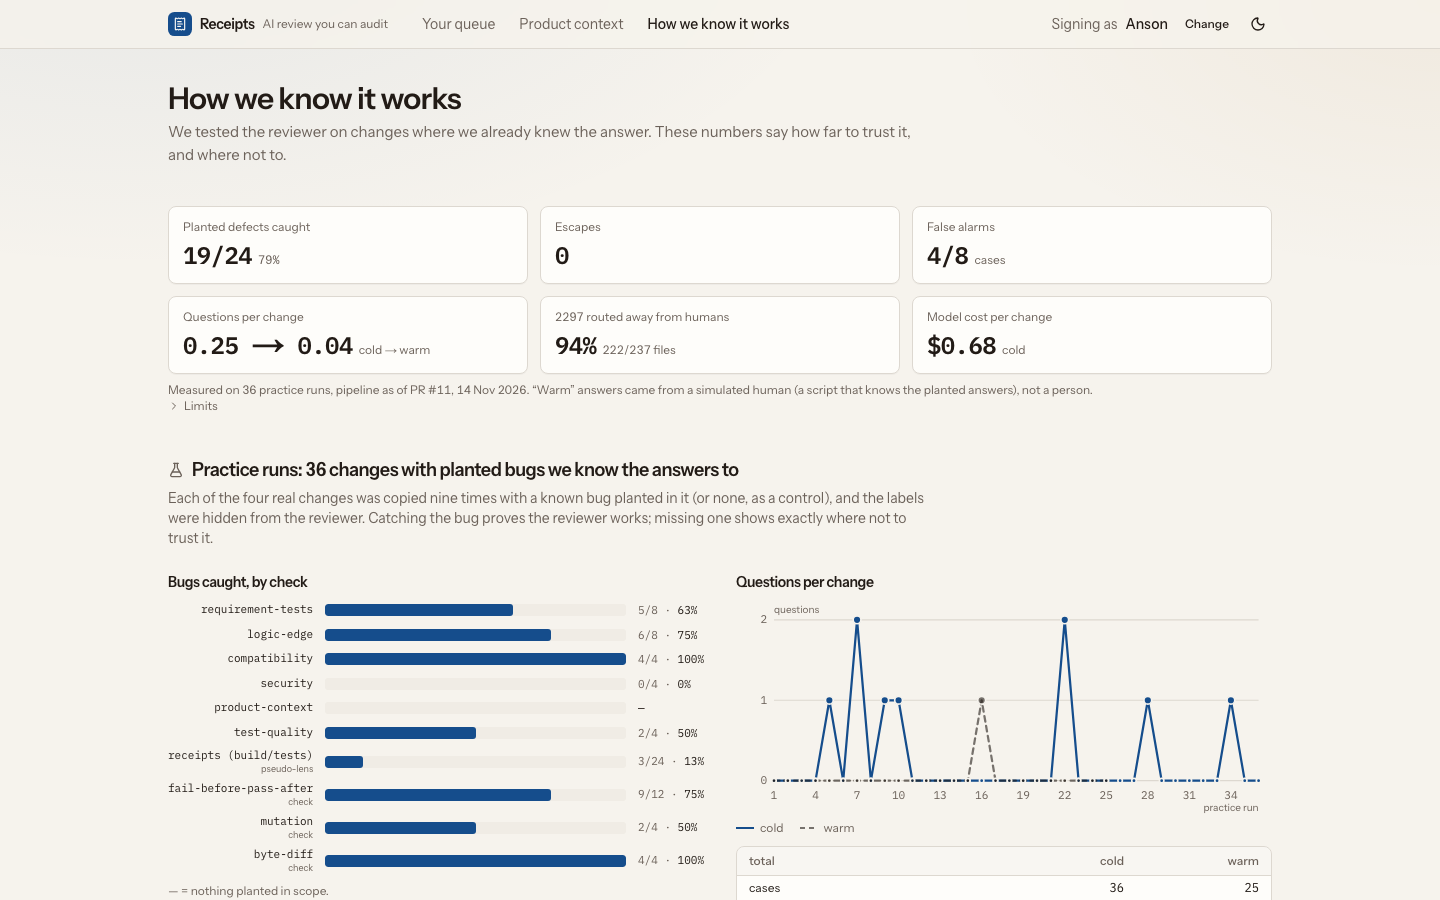 Receipts AI review you can audit Your queue Product context How we know it works Signing as Anson Change
How we know it works
We tested the reviewer on changes where we already knew the answer. These numbers say how far to trust it,
and where not to.
Planted defects caught
19/24 79%
Escapes
0
False alarms
4/8 cases
Questions per change
0.25 → 0.04 cold → warm
2297 routed away from humans
94% 222/237 files
Model cost per change
$0.68 cold
Measured on 36 practice runs, pipeline as of PR #11, 14 Nov 2026. “Warm” answers came from a simulated human (a script that knows the planted answers), not a person.
Limits
Practice runs: 36 changes with planted bugs we know the answers to
Each of the four real changes was copied nine times with a known bug planted in it (or none, as a control), and the labels
were hidden from the reviewer. Catching the bug proves the reviewer works; missing one shows exactly where not to
trust it.
Bugs caught, by check
requirement-tests 5/8 · 63%
logic-edge 6/8 · 75%
compatibility 4/4 · 100%
security 0/4 · 0%
product-context —
test-quality 2/4 · 50%
receipts (build/tests) 3/24 · 13%
pseudo-lens
fail-before-pass-after 9/12 · 75%
check
mutation 2/4 · 50%
check
byte-diff 4/4 · 100%
check
— = nothing planted in scope.
Questions per change
questions
2
1
0
1 4 7 10 13 16 19 22 25 28 31 34
practice run
cold warm
total cold warm
cases 36 25